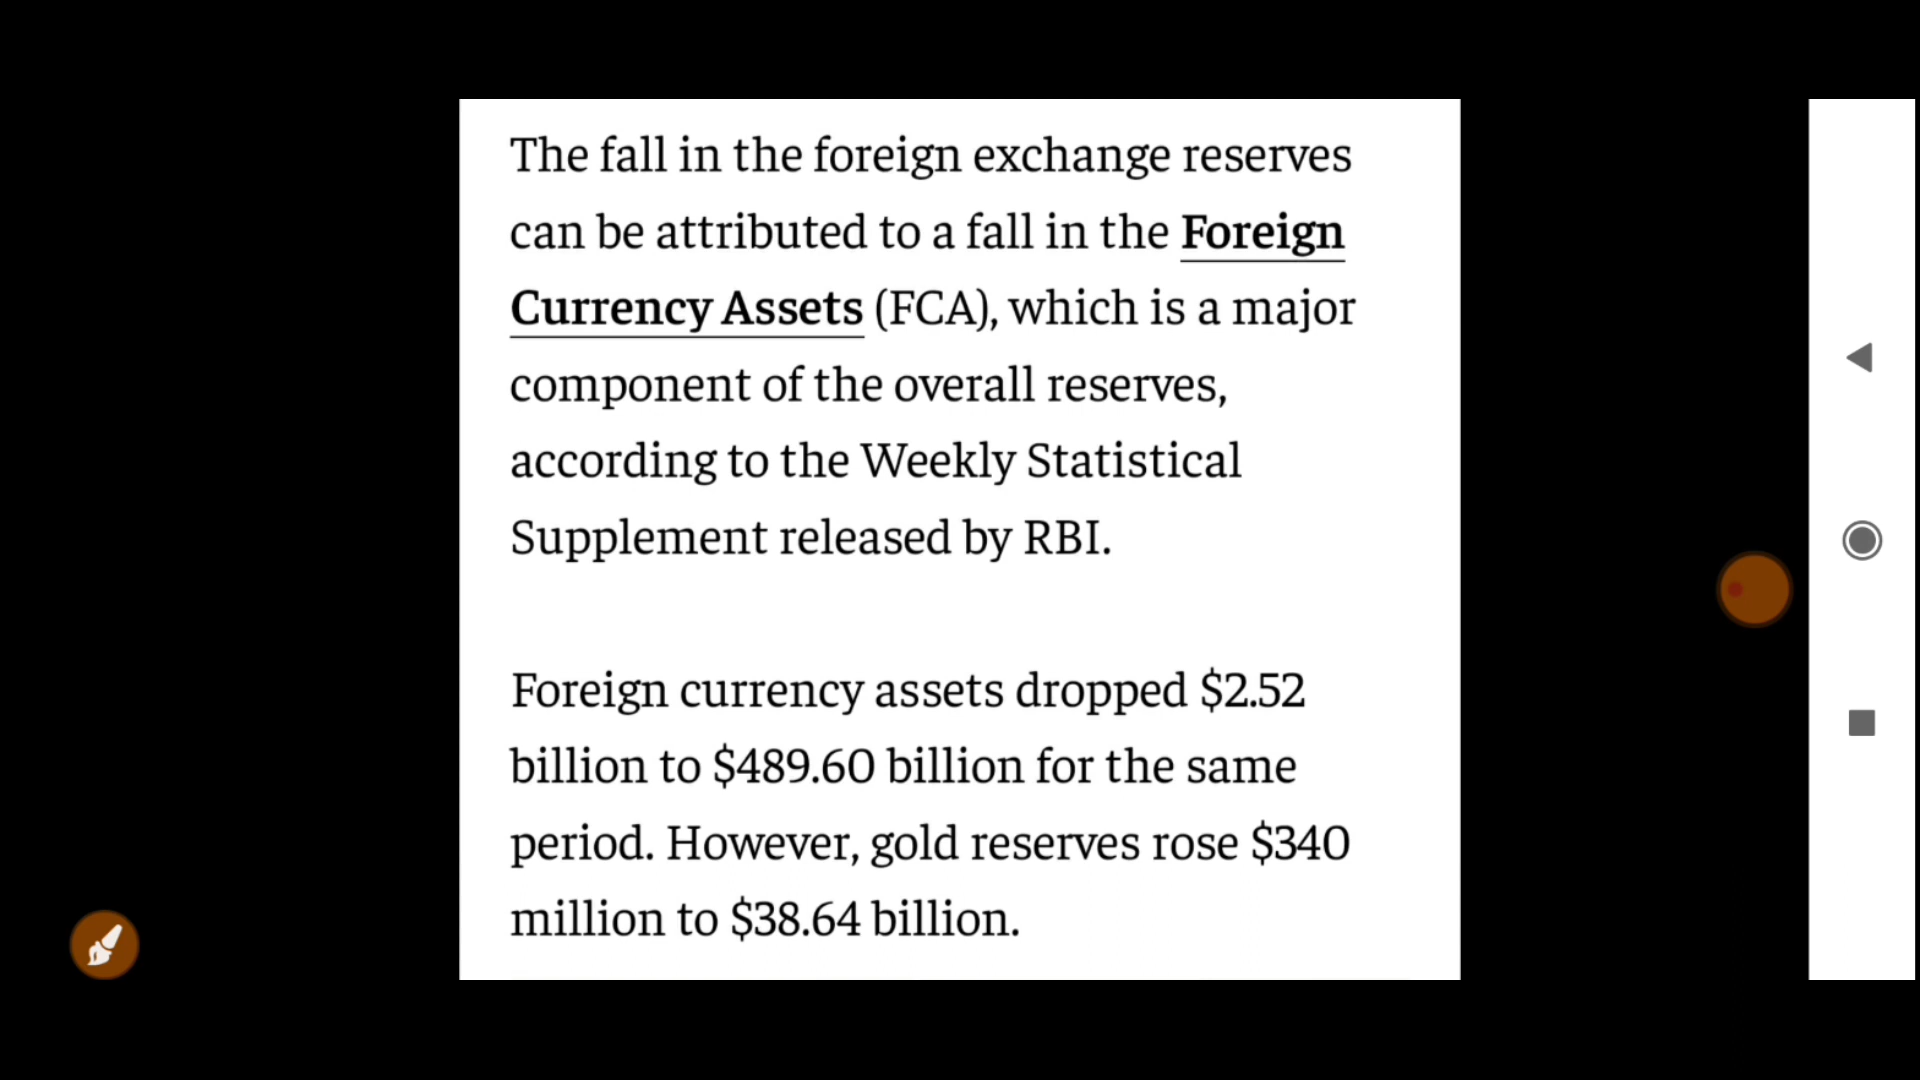 The fall in the foreign exchange reserves
can be attributed to a fall in the Foreign
Currency Assets (FCA), which is a major
component of the overall reserves,
according to the Weekly Statistical
Supplement released by RBI.
Foreign currency assets dropped $2.52
billion to $489.60 billion for the same
period. However, gold reserves rose $340
million to $38.64 billion.